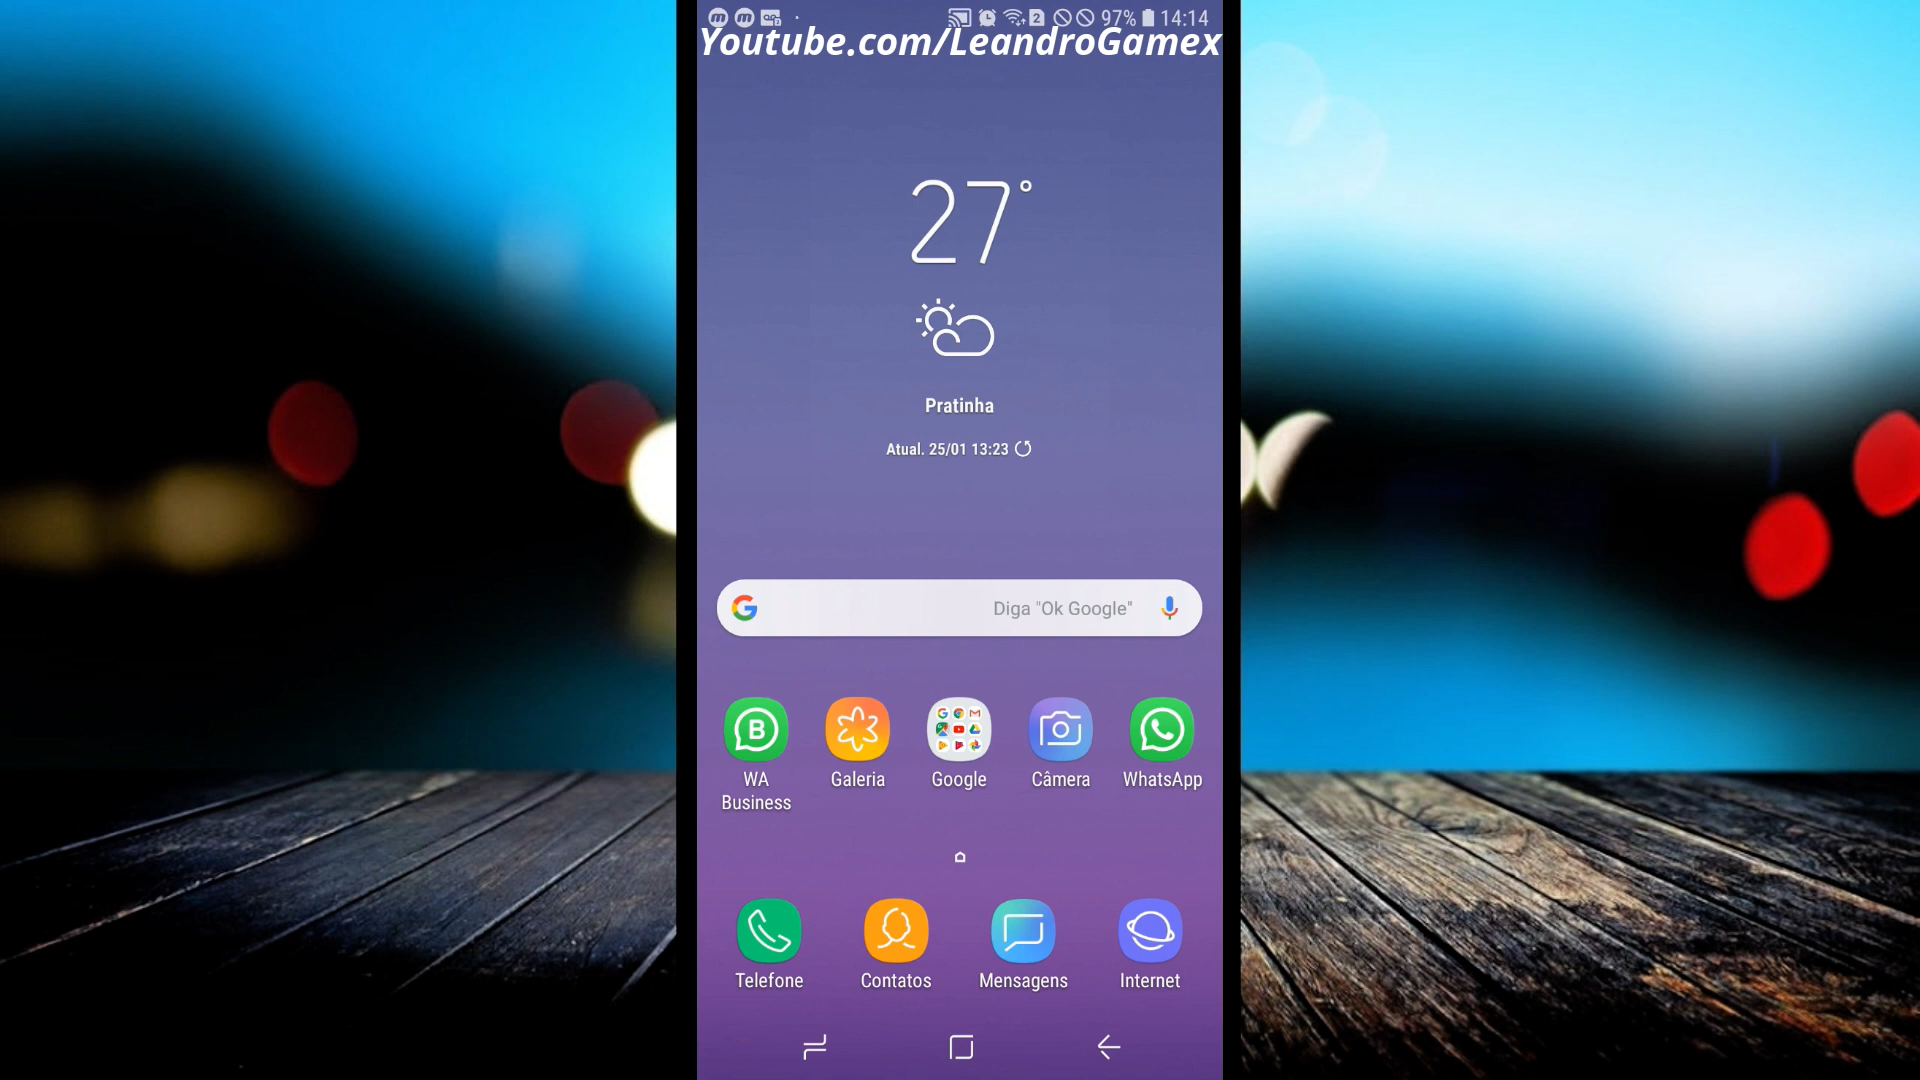 97% 14:14
Youtube.com/LeandroGamex
27°
Pratinha
Atual. 25/01 13:23
Diga "Ok Google"
WA Business
Galeria
Google
Câmera
WhatsApp
Telefone
Contatos
Mensagens
Internet